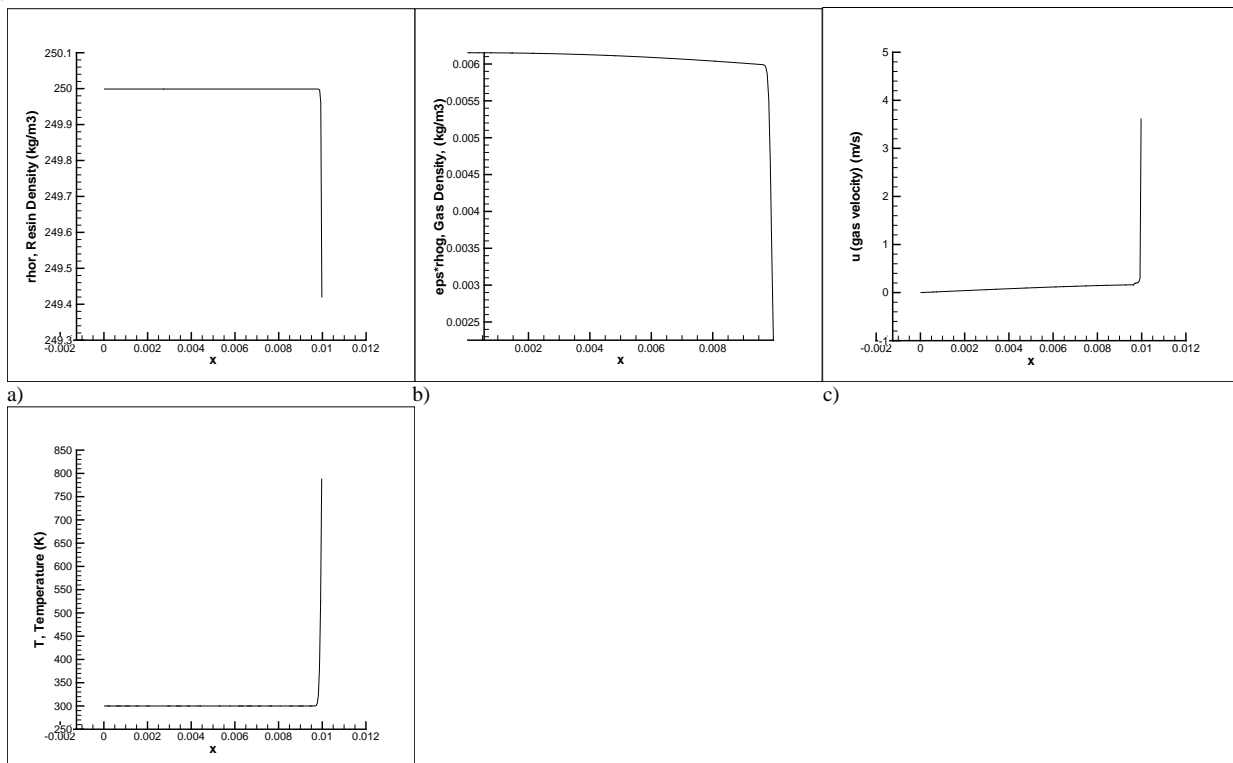 rhor, Resin Density (kg/m3)
250.1
250
249.9
249.8
249.7
249.6
249.5
249.4
249.3
-0.002 0 0.002 0.004 0.006 0.008 0.01 0.012
x
eps*rhog, Gas Density, (kg/m3)
0.006
0.0055
0.005
0.0045
0.004
0.0035
0.003
0.0025
0.002 0.004 0.006 0.008
x
u (gas velocity) (m/s)
5
4
3
2
1
0
-1
-0.002 0 0.002 0.004 0.006 0.008 0.01 0.012
x
a) b) c)
T, Temperature (K)
850
800
750
700
650
600
550
500
450
400
350
300
250
-0.002 0 0.002 0.004 0.006 0.008 0.01 0.012
x